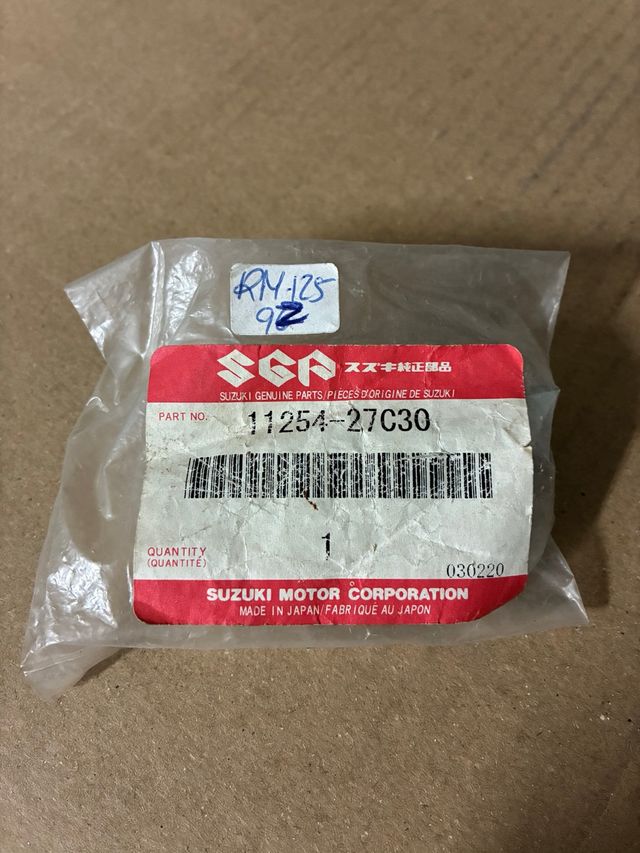 RM-125
92
SGP スズキ純正部品
SUZUKI GENUINE PARTS/PIÈCES D'ORIGINE DE SUZUKI
PART NO. 11254-27C30
QUANTITY 1
(QUANTITÉ)
030220
SUZUKI MOTOR CORPORATION
MADE IN JAPAN/FABRIQUÉ AU JAPON